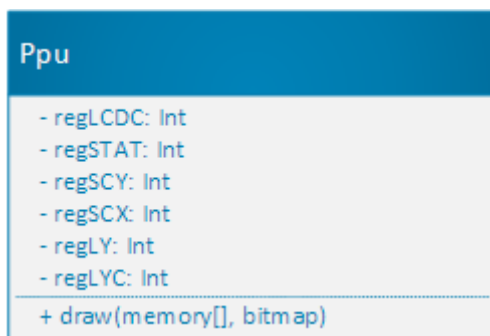 Ppu
- regLCDC: Int
- regSTAT: Int
- regSCY: Int
- regSCX: Int
- regLY: Int
- regLYC: Int
+ draw(memory[], bitmap)